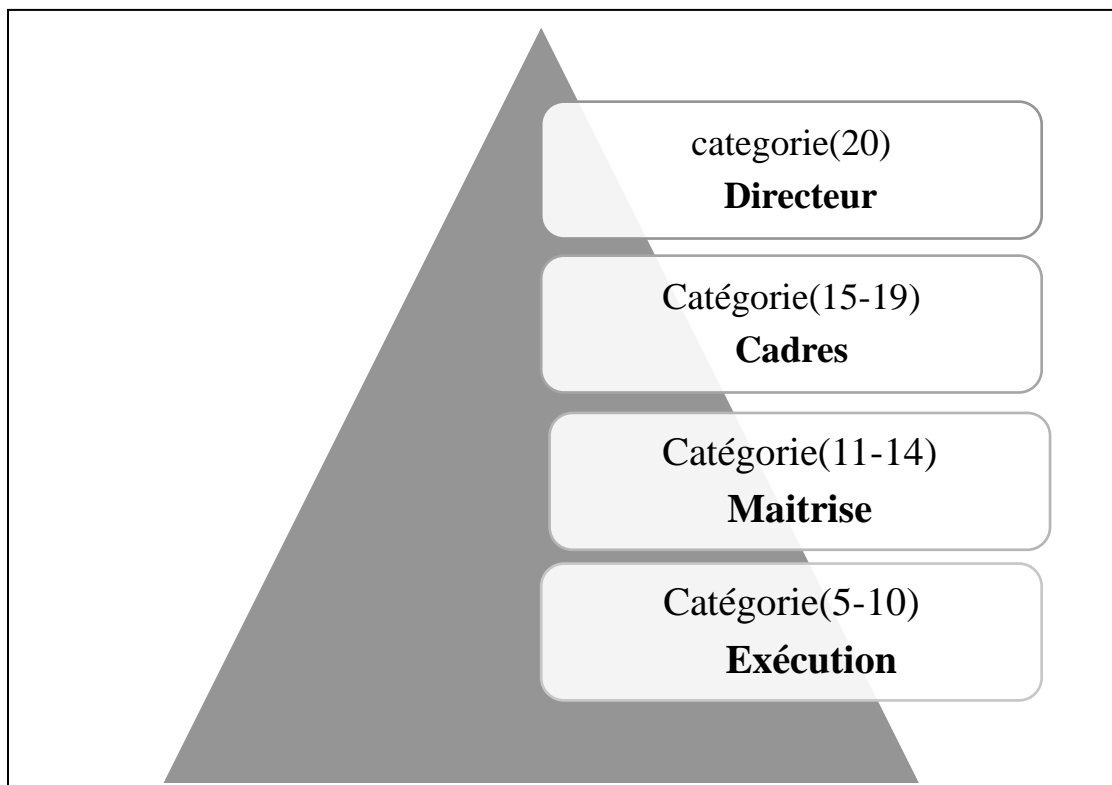 categorie(20)
Directeur
Catégorie(15-19)
Cadres
Catégorie(11-14)
Maitrise
Catégorie(5-10)
Exécution